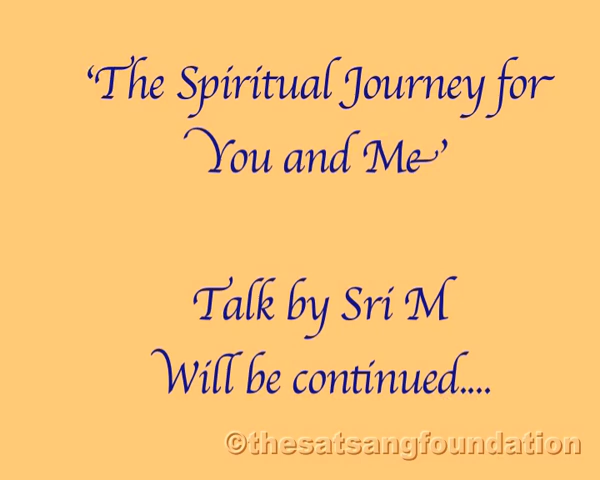 ‘The Spiritual Journey for
You and Me’
Talk by Sri M
Will be continued....
©thesatsangfoundation